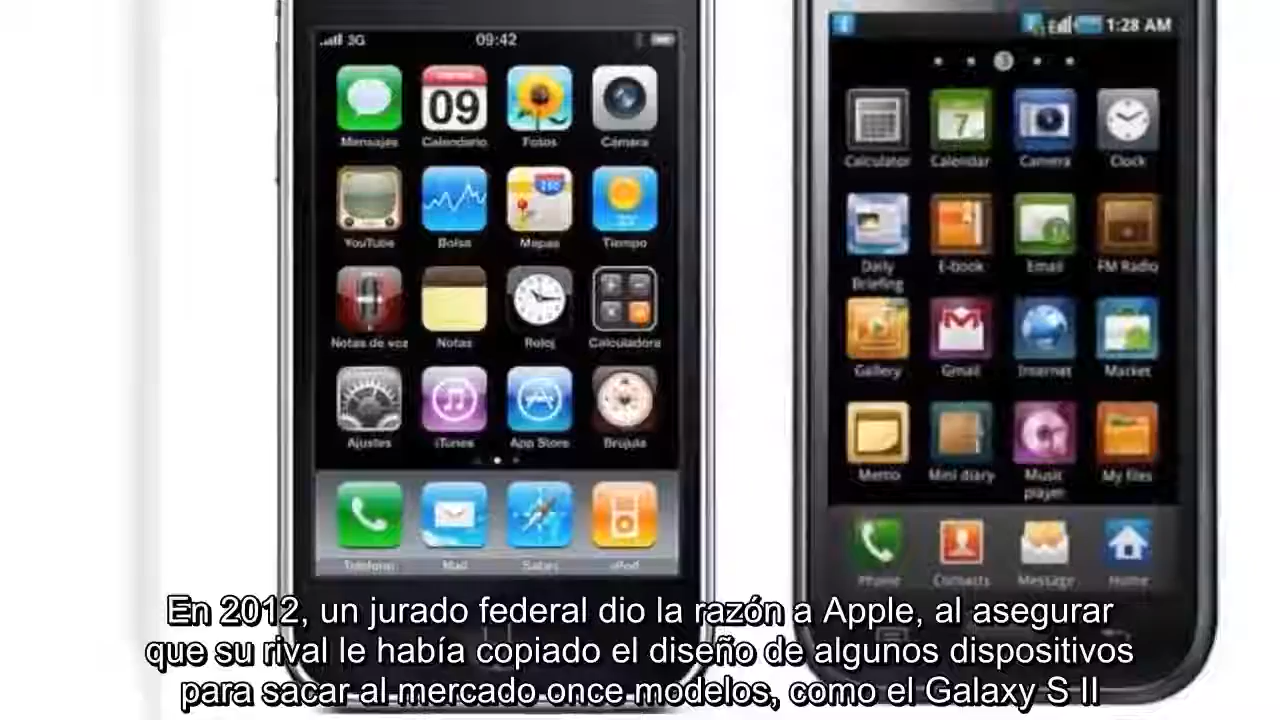 3G 09:42
Mensajes Calendario Fotos Cámara
09
YouTube Bolsa Mapas Tiempo
280
Notas de voz Notas Reloj Calculadora
Ajustes iTunes App Store Brújula
Teléfono Mail Safari iPod
1:28 AM
3
Calculator Calendar Camera Clock
7
Daily Briefing E-book Email FM Radio
Gallery Gmail Internet Market
Memo Mini diary Music player My files
Phone Contacts Message Home
En 2012, un jurado federal dio la razón a Apple, al asegurar
que su rival le había copiado el diseño de algunos dispositivos
para sacar al mercado once modelos, como el Galaxy S II